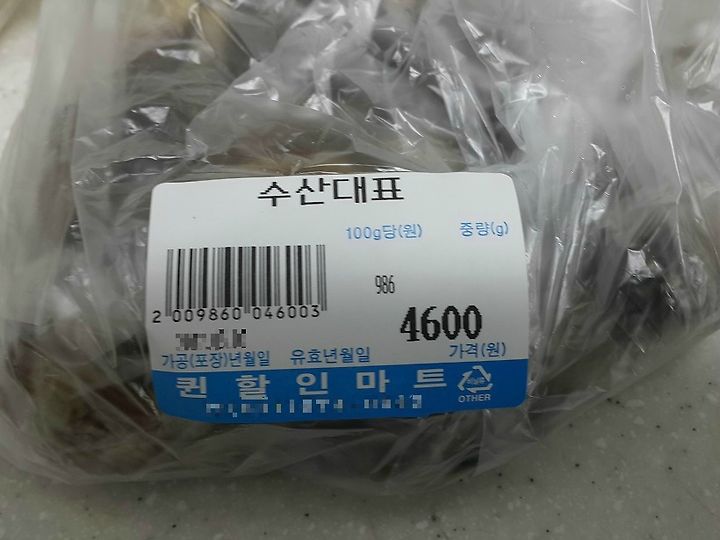 수산대표
100g당(원) 중량(g)
986
2 009860 046003
4600
가공(포장)년월일 유효년월일 가격(원)
퀸할인마트
OTHER